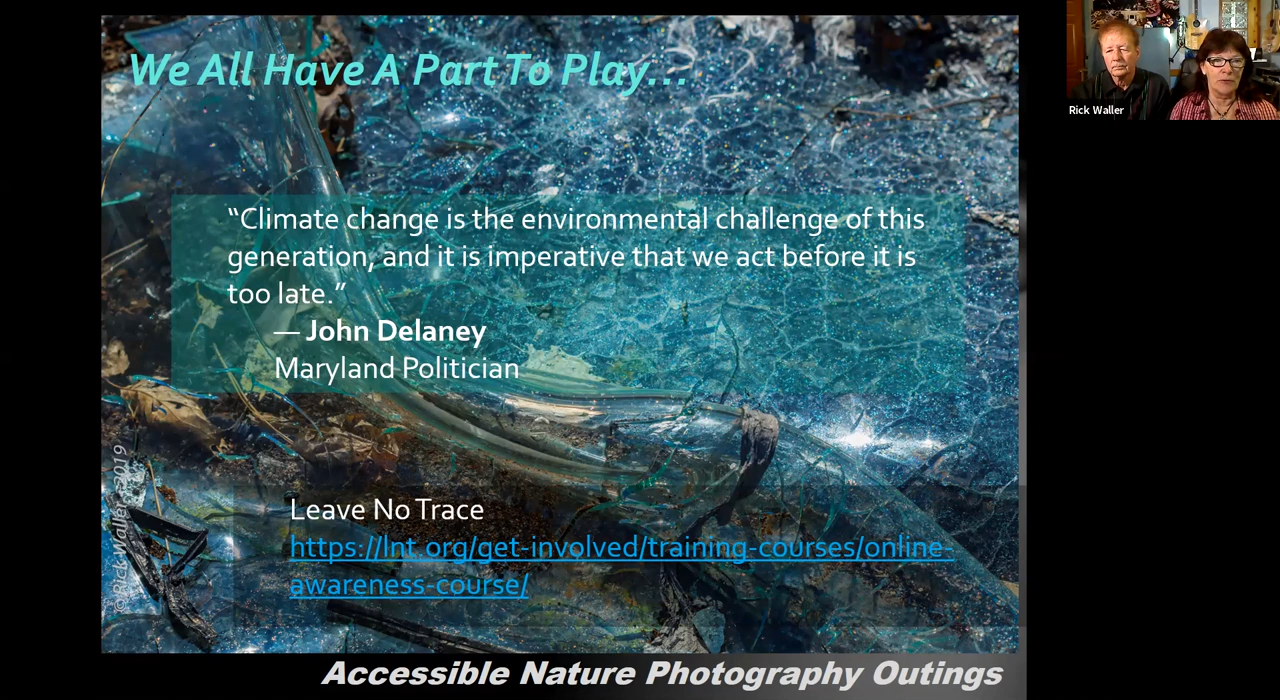 We All Have A Part To Play...
Rick Waller
“Climate change is the environmental challenge of this
generation, and it is imperative that we act before it is
too late.”
— John Delaney
Maryland Politician
© Rick Waller 2019
Leave No Trace
https://lnt.org/get-involved/training-courses/online-
awareness-course/
Accessible Nature Photography Outings